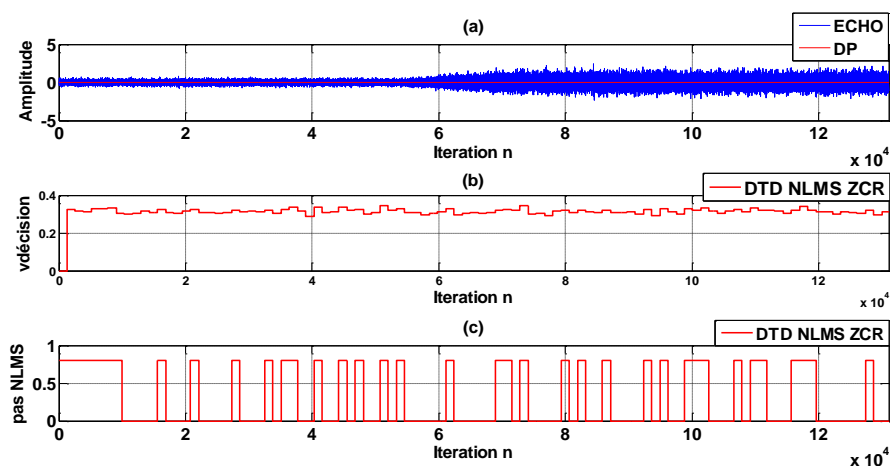 (a)
ECHO
DP
Amplitude
5
0
-5
0 2 4 6 8 10 12
Iteration n
x 10^4
(b)
DTD NLMS ZCR
vdécision
0.4
0.2
0
0 2 4 6 8 10 12
Iteration n
x 10^4
(c)
DTD NLMS ZCR
pas NLMS
1
0.5
0
0 2 4 6 8 10 12
Iteration n
x 10^4